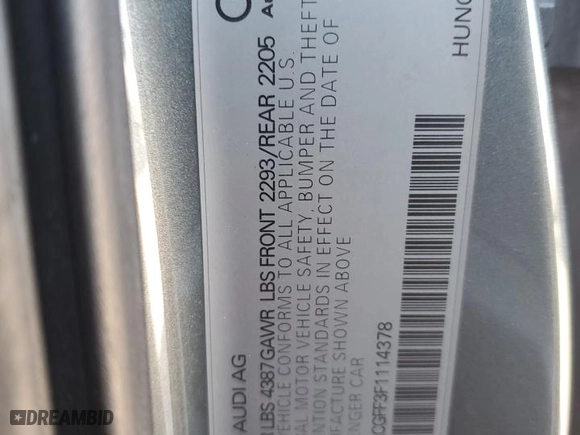 AUDI AG
LBS 4387 GAWR LBS FRONT 2293/REAR 2205
VEHICLE CONFORMS TO ALL APPLICABLE U.S.
MOTOR VEHICLE SAFETY, BUMPER AND THEFT
STANDARDS IN EFFECT ON THE DATE OF
SHOWN ABOVE
CAR
CGFF3F1114378
DREAMBID